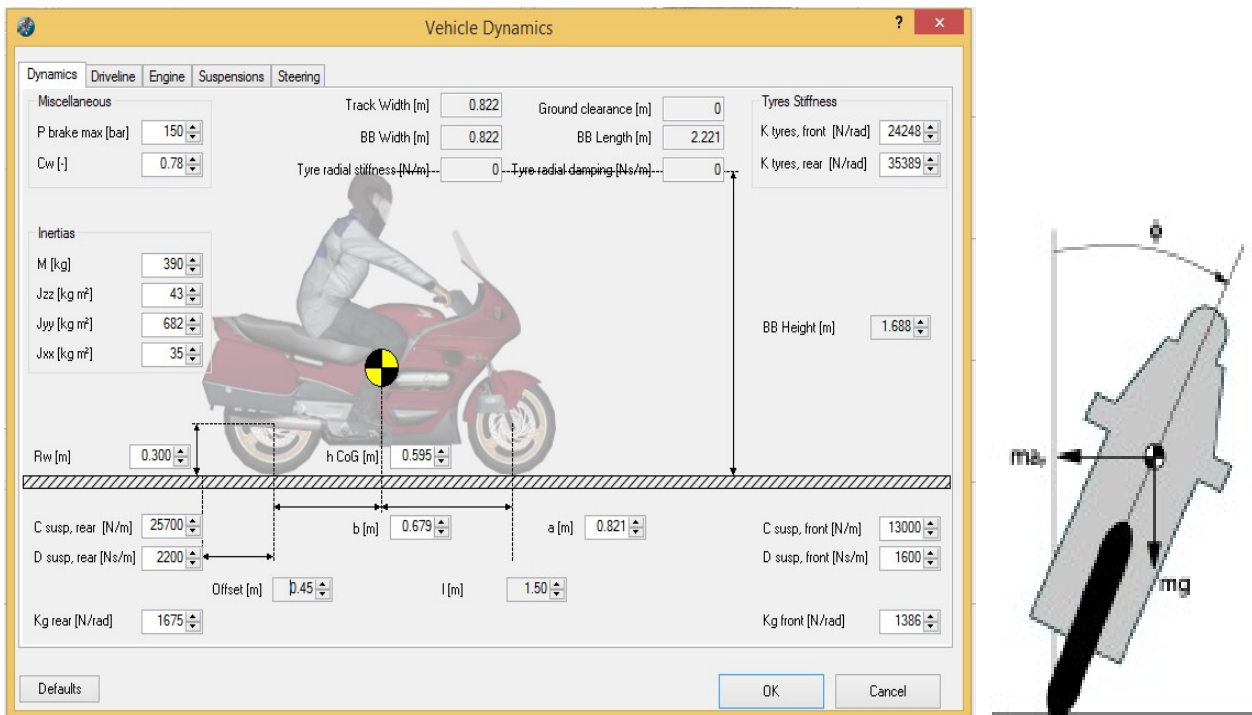 Vehicle Dynamics
?
x
Dynamics
Driveline
Engine
Suspensions
Steering
Miscellaneous
P brake max [bar] 150
Cw [-] 0.78
Track Width [m] 0.822
BB Width [m] 0.822
Tyre radial stiffness [N/m] 0
Ground clearance [m] 0
BB Length [m] 2.221
Tyre radial damping [Ns/m] 0
Tyres Stiffness
K tyres, front [N/rad] 24248
K tyres, rear [N/rad] 35389
Inertias
M [kg] 390
Jzz [kg m²] 43
Jyy [kg m²] 682
Jxx [kg m²] 35
BB Height [m] 1.688
Rw [m] 0.300
h CoG [m] 0.595
C susp, rear [N/m] 25700
D susp, rear [Ns/m] 2200
b [m] 0.679
a [m] 0.821
C susp, front [N/m] 13000
D susp, front [Ns/m] 1600
Offset [m] 0.45
l [m] 1.50
Kg rear [N/rad] 1675
Kg front [N/rad] 1386
Defaults
OK
Cancel
ϕ
mg